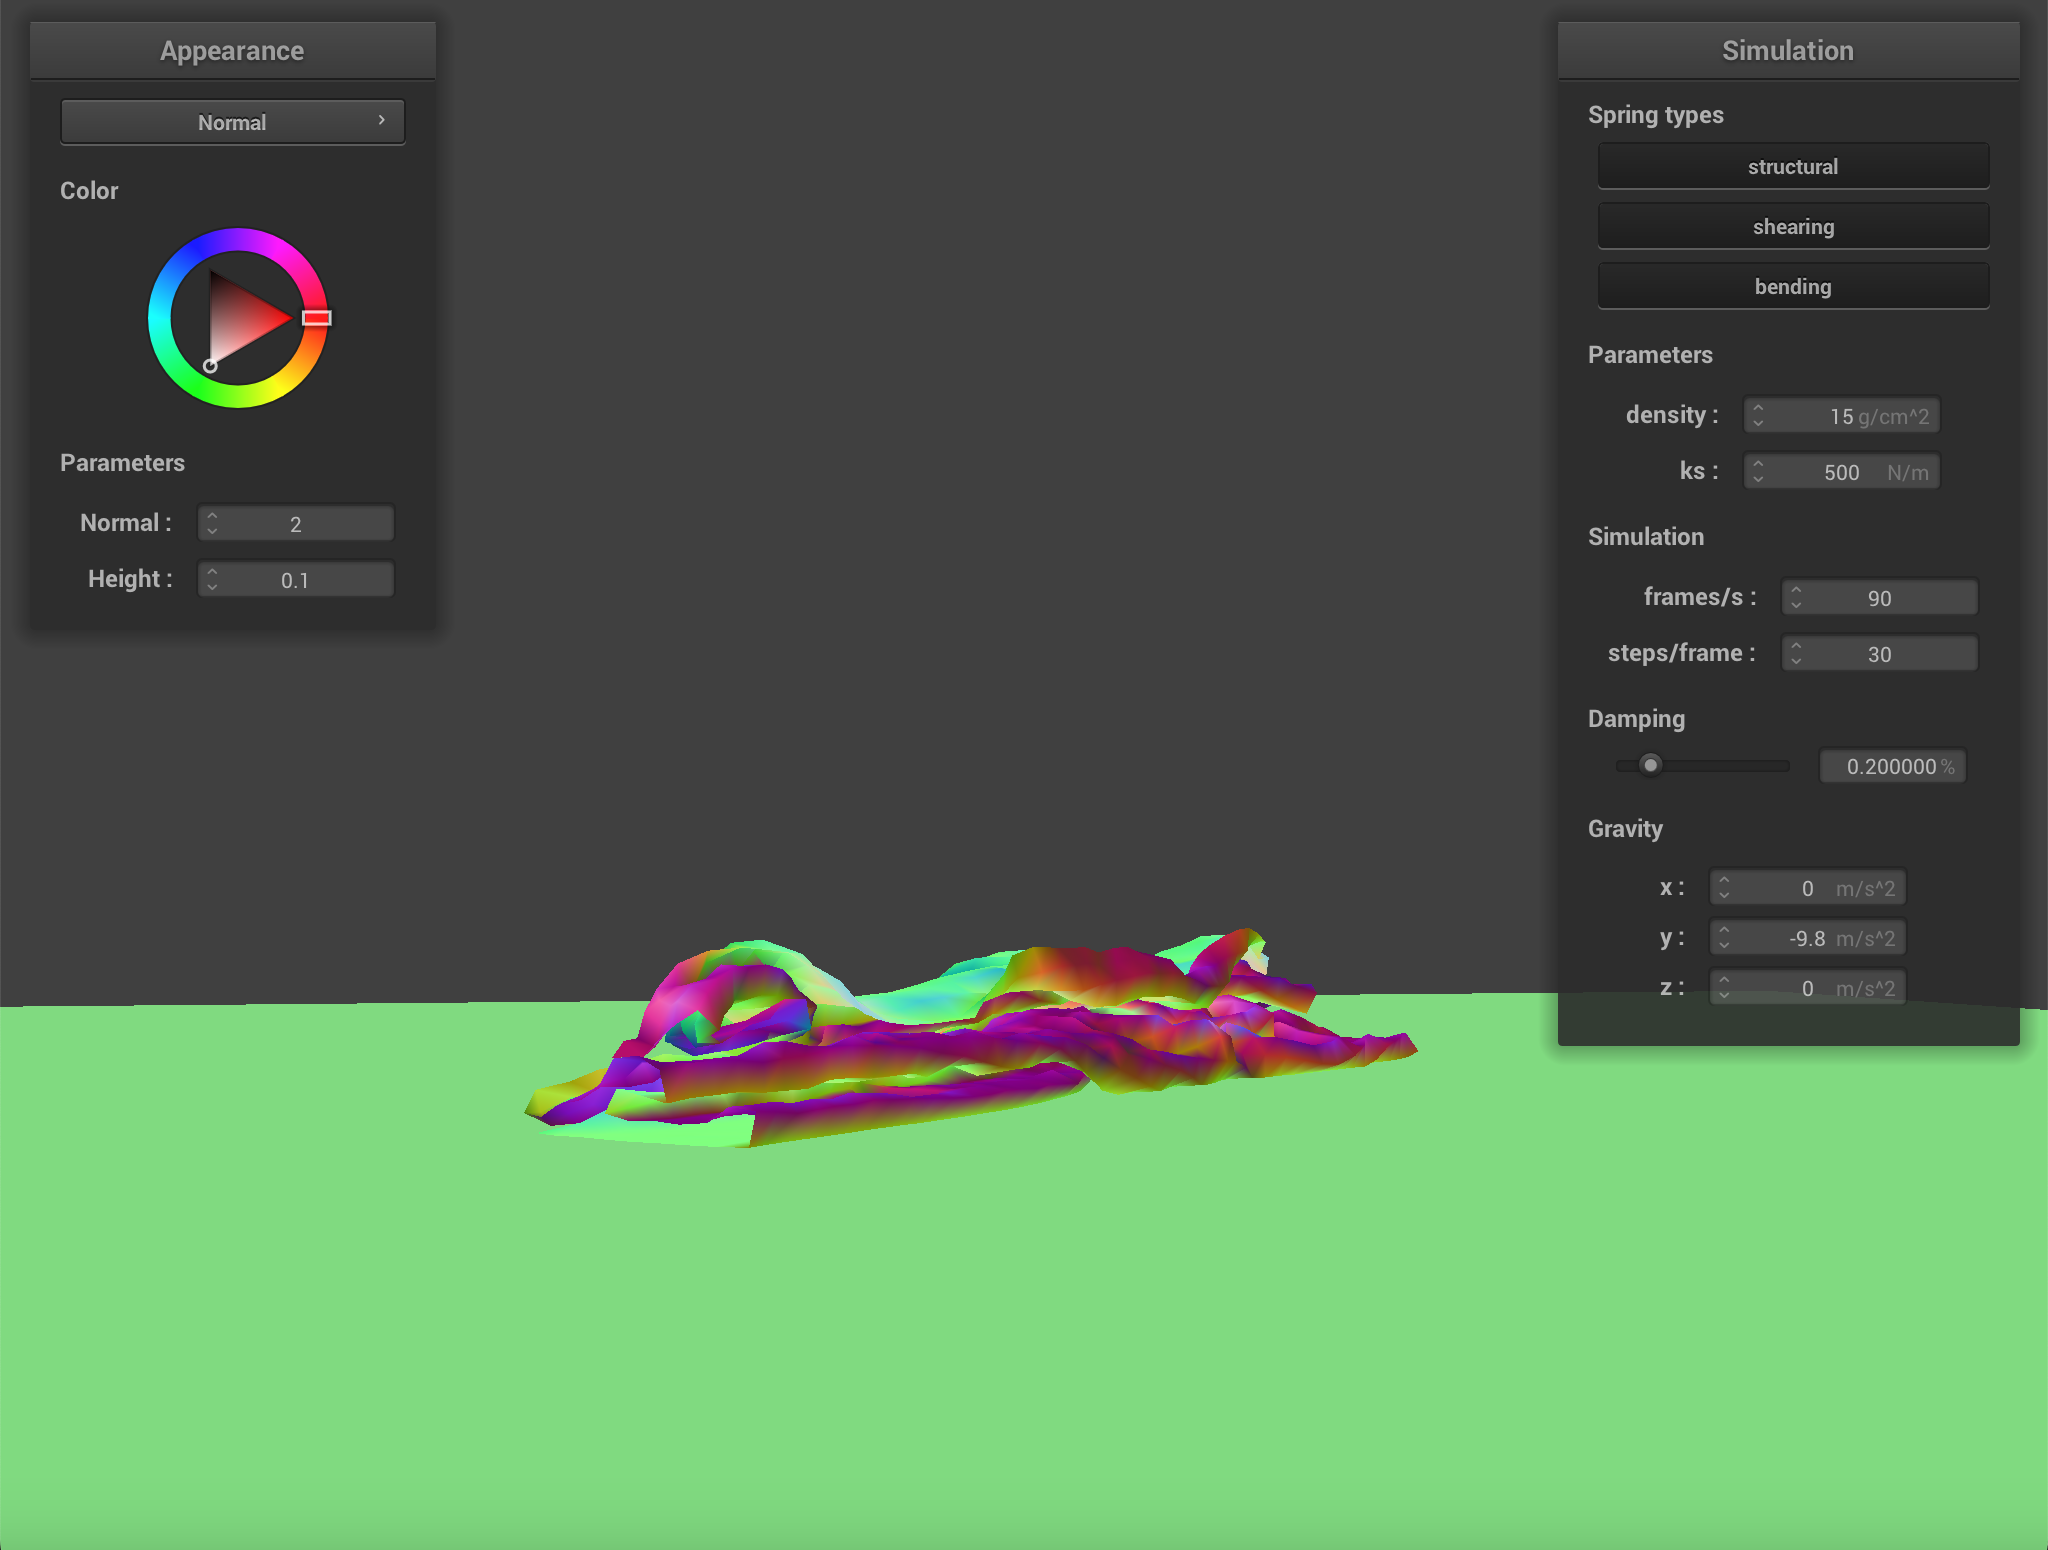 Appearance
Normal
Color
Parameters
Normal : 2
Height : 0.1
Simulation
Spring types
structural
shearing
bending
Parameters
density : 15 g/cm^2
ks : 500 N/m
Simulation
frames/s : 90
steps/frame : 30
Damping
0.200000 %
Gravity
x : 0 m/s^2
y : -9.8 m/s^2
z : 0 m/s^2